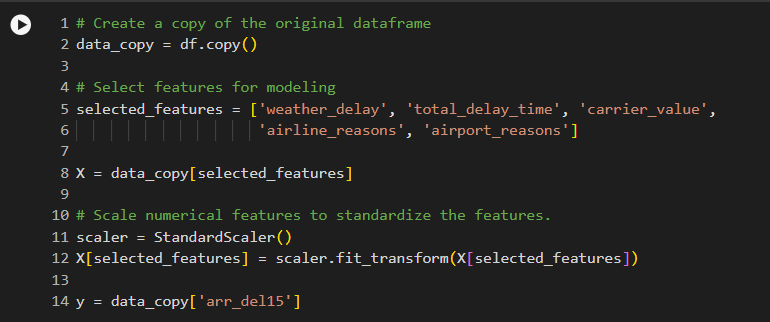 1 # Create a copy of the original dataframe
2 data_copy = df.copy()
3
4 # Select features for modeling
5 selected_features = ['weather_delay', 'total_delay_time', 'carrier_value',
6                      'airline_reasons', 'airport_reasons']
7
8 X = data_copy[selected_features]
9
10 # Scale numerical features to standardize the features.
11 scaler = StandardScaler()
12 X[selected_features] = scaler.fit_transform(X[selected_features])
13
14 y = data_copy['arr_del15']